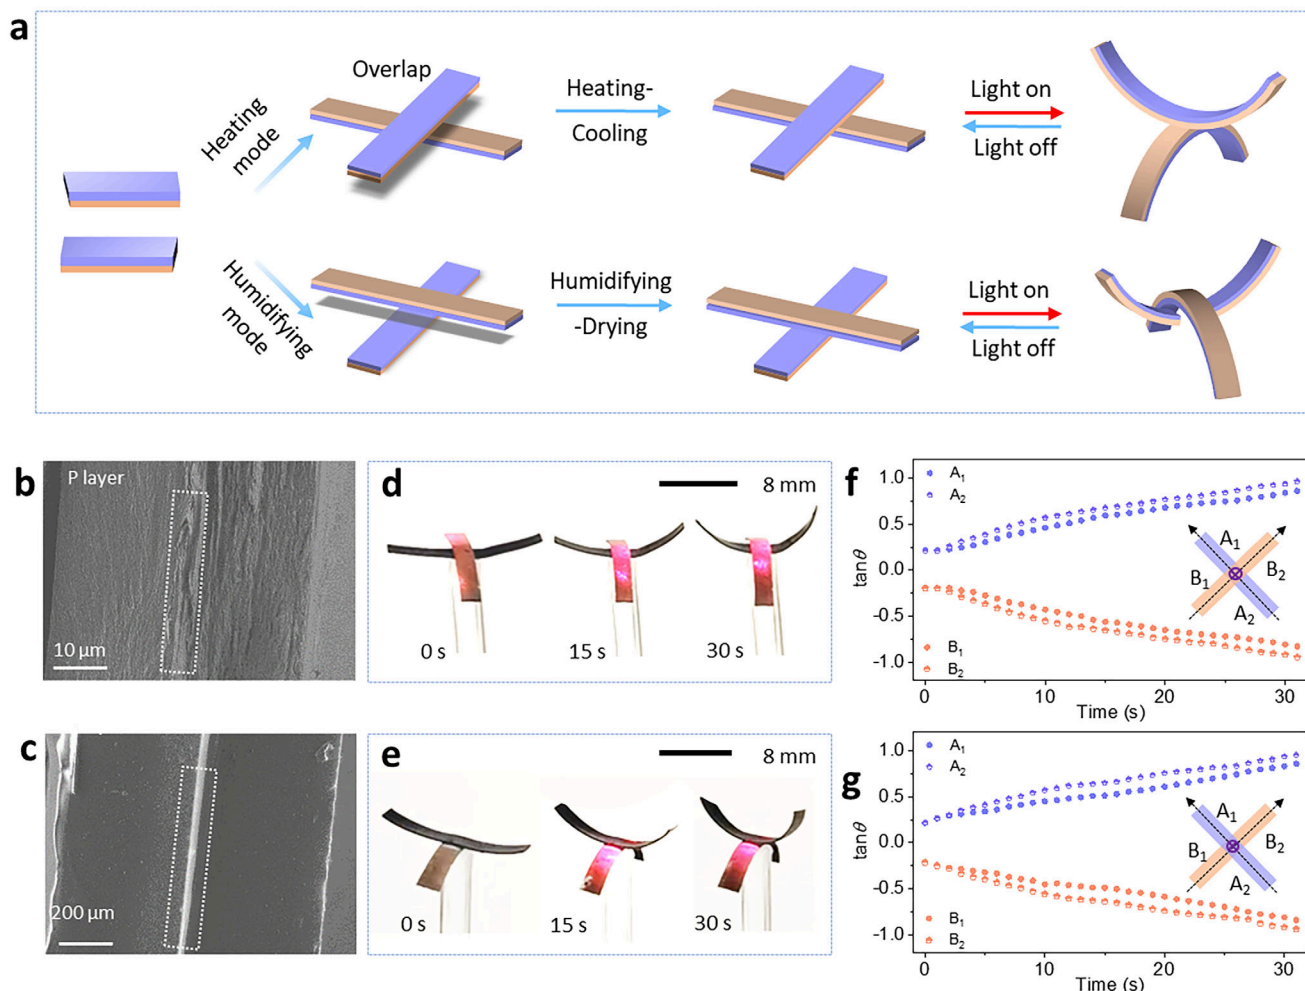 a
Overlap
Heating mode
Heating-
Cooling
Light on
Light off
Humidifying mode
Humidifying
-Drying
Light on
Light off
b
P layer
10 µm
c
200 µm
d
8 mm
0 s
15 s
30 s
e
8 mm
0 s
15 s
30 s
f
1.0
0.5
0.0
-0.5
-1.0
tanθ
A₁
A₂
B₁
B₂
A₁
B₁
B₂
A₂
0
10
20
30
Time (s)
g
1.0
0.5
0.0
-0.5
-1.0
tanθ
A₁
A₂
B₁
B₂
A₁
B₁
B₂
A₂
0
10
20
30
Time (s)